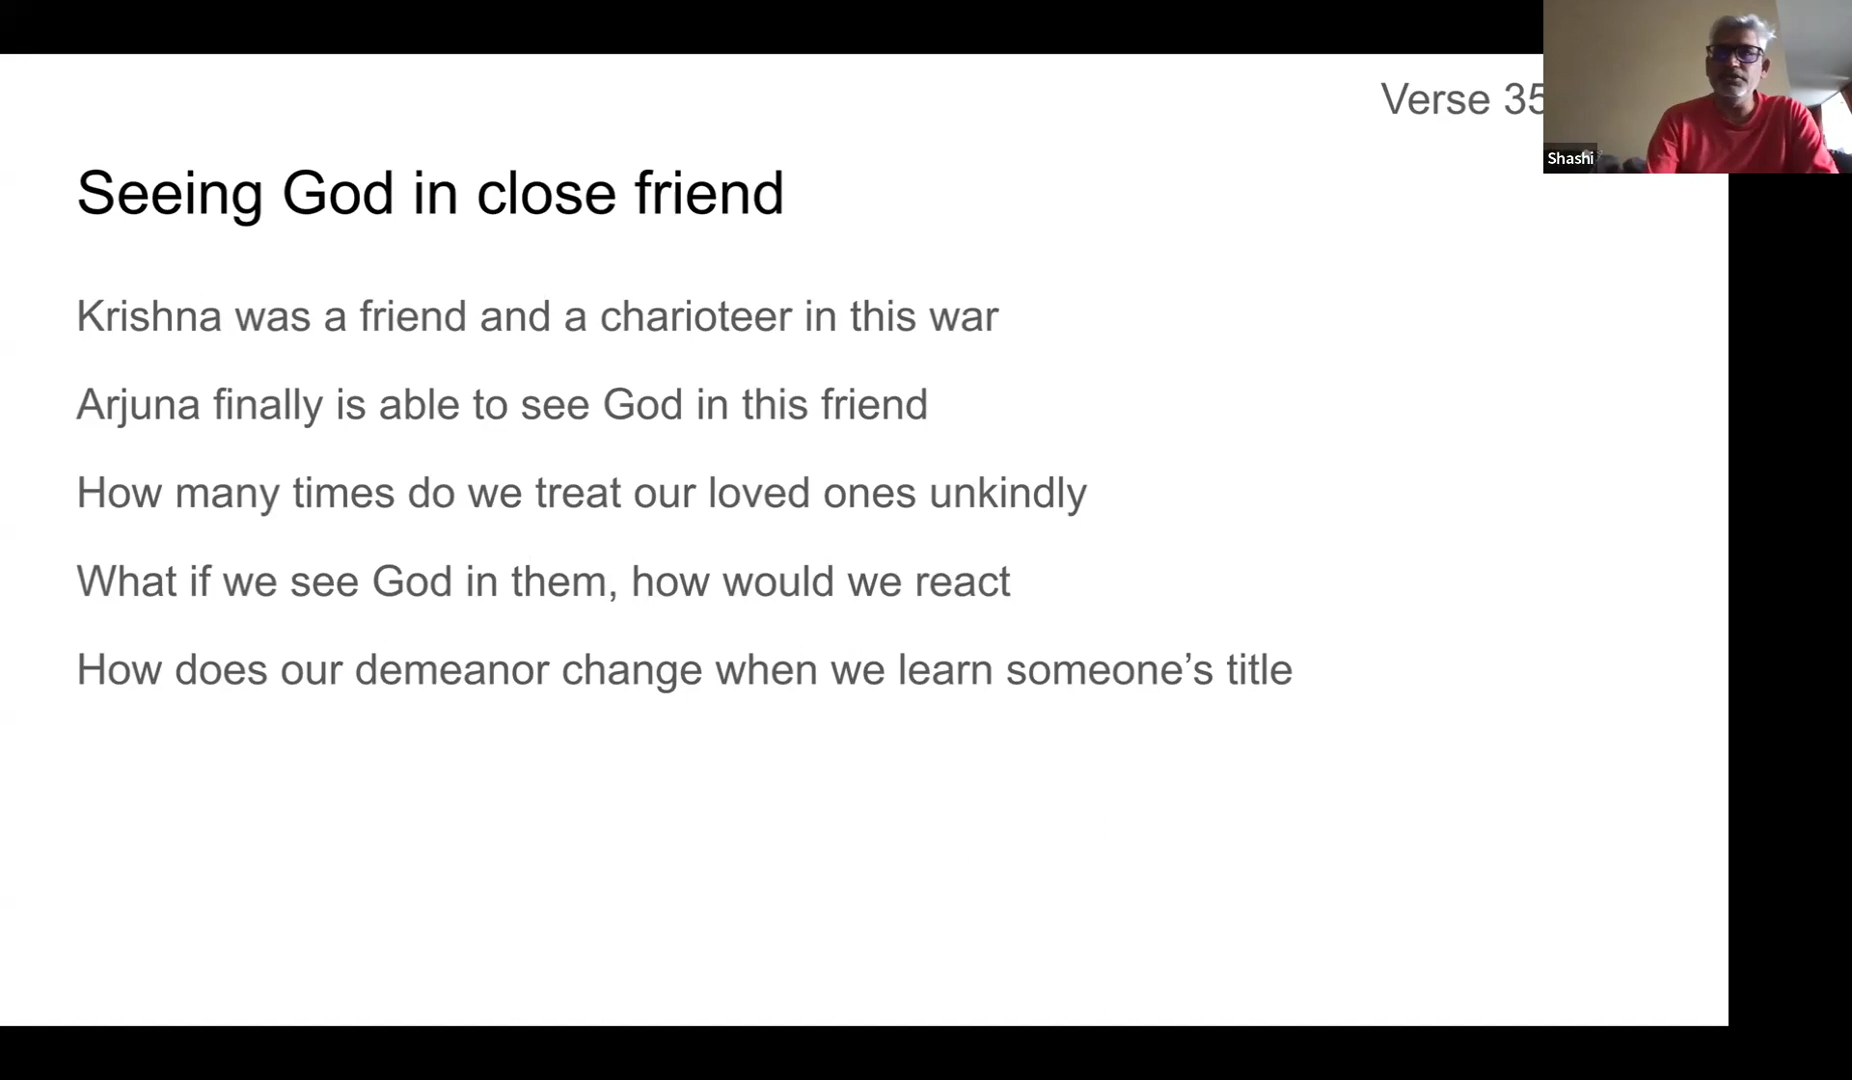 Verse 35
Shashi
Seeing God in close friend
Krishna was a friend and a charioteer in this war
Arjuna finally is able to see God in this friend
How many times do we treat our loved ones unkindly
What if we see God in them, how would we react
How does our demeanor change when we learn someone’s title